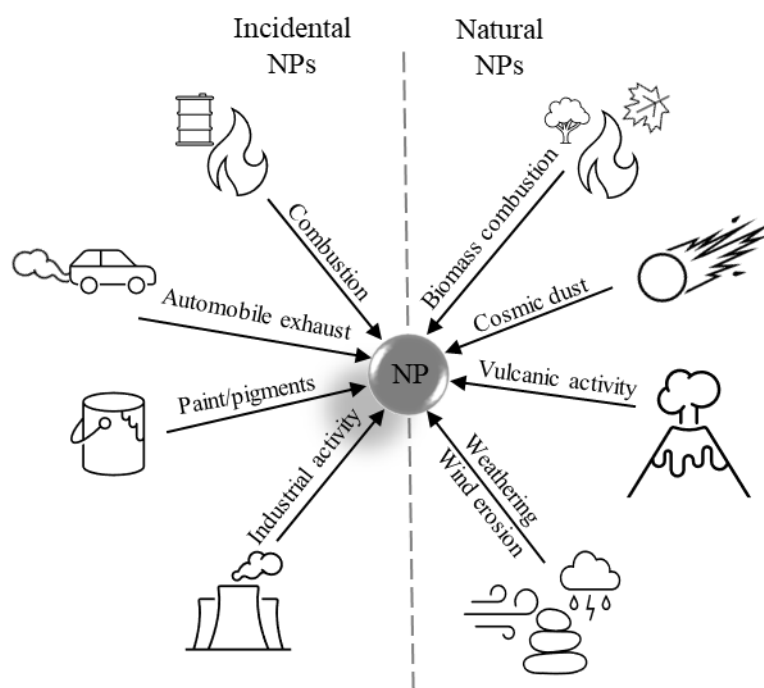 Incidental
NPs
Natural
NPs
Combustion
Biomass combustion
Automobile exhaust
Cosmic dust
NP
Paint/pigments
Vulcanic activity
Industrial activity
Weathering
Wind erosion